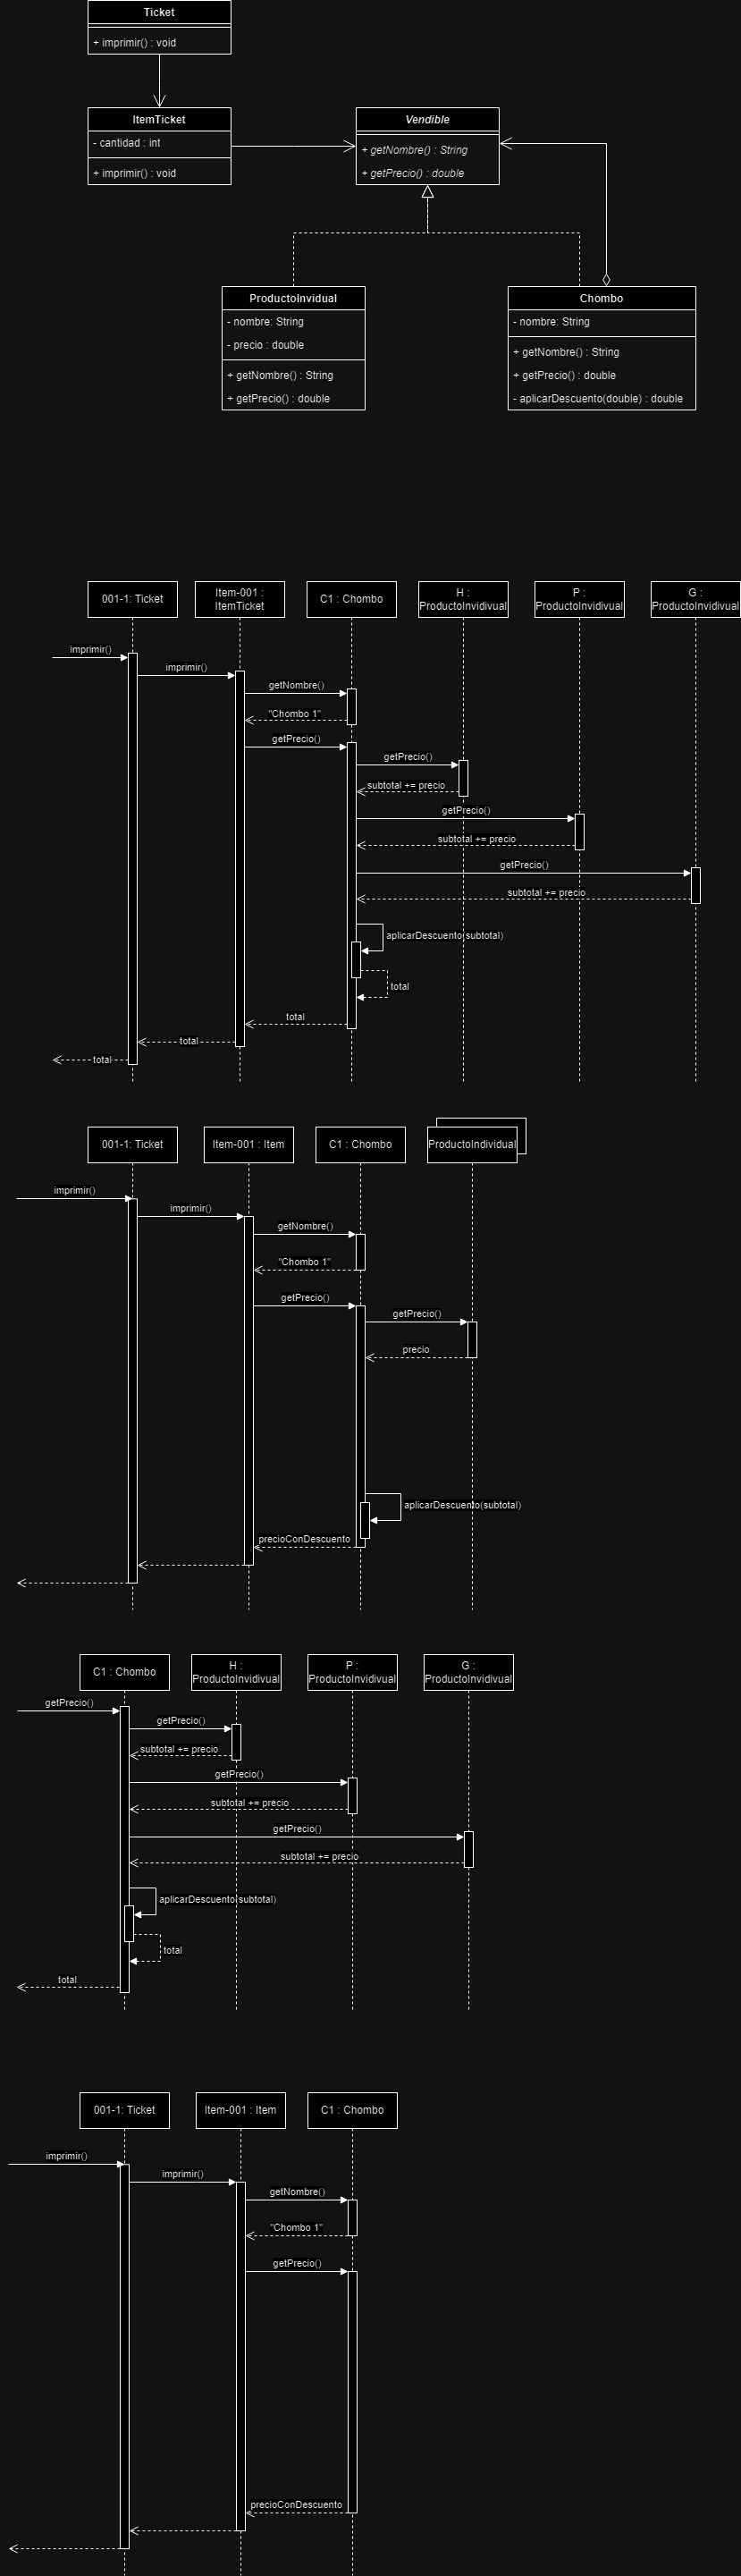 Ticket
+ imprimir() : void
ItemTicket
- cantidad : int
+ imprimir() : void
Vendible
+ getNombre() : String
+ getPrecio() : double
ProductoInvidual
- nombre: String
- precio : double
+ getNombre() : String
+ getPrecio() : double
Chombo
- nombre: String
+ getNombre() : String
+ getPrecio() : double
- aplicarDescuento(double) : double
001-1: Ticket
Item-001 :
ItemTicket
C1 : Chombo
H :
ProductoInvidivual
P :
ProductoInvidivual
G :
ProductoInvidivual
imprimir()
imprimir()
getNombre()
"Chombo 1"
getPrecio()
getPrecio()
subtotal += precio
getPrecio()
subtotal += precio
getPrecio()
subtotal += precio
aplicarDescuento(subtotal)
total
total
total
total
001-1: Ticket
Item-001 : Item
C1 : Chombo
ProductoIndividual
imprimir()
imprimir()
getNombre()
"Chombo 1"
getPrecio()
getPrecio()
precio
aplicarDescuento(subtotal)
precioConDescuento
C1 : Chombo
H :
ProductoInvidivual
P :
ProductoInvidivual
G :
ProductoInvidivual
getPrecio()
getPrecio()
subtotal += precio
getPrecio()
subtotal += precio
getPrecio()
subtotal += precio
aplicarDescuento(subtotal)
total
total
001-1: Ticket
Item-001 : Item
C1 : Chombo
imprimir()
imprimir()
getNombre()
"Chombo 1"
getPrecio()
precioConDescuento